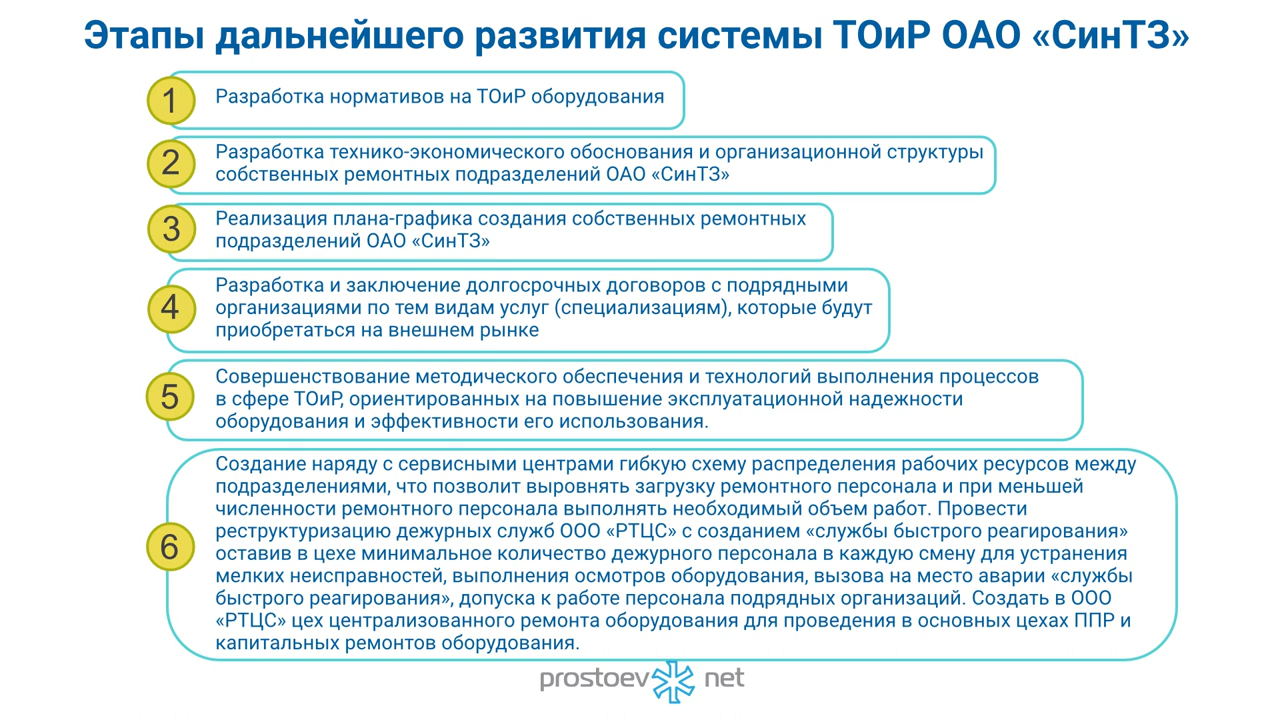 Этапы дальнейшего развития системы ТОиР ОАО «СинТЗ»
1
Разработка нормативов на ТОиР оборудования
2
Разработка технико-экономического обоснования и организационной структуры
собственных ремонтных подразделений ОАО «СинТЗ»
3
Реализация плана-графика создания собственных ремонтных
подразделений ОАО «СинТЗ»
4
Разработка и заключение долгосрочных договоров с подрядными
организациями по тем видам услуг (специализациям), которые будут
приобретаться на внешнем рынке
5
Совершенствование методического обеспечения и технологий выполнения процессов
в сфере ТОиР, ориентированных на повышение эксплуатационной надежности
оборудования и эффективности его использования.
6
Создание наряду с сервисными центрами гибкую схему распределения рабочих ресурсов между
подразделениями, что позволит выровнять загрузку ремонтного персонала и при меньшей
численности ремонтного персонала выполнять необходимый объем работ. Провести
реструктуризацию дежурных служб ООО «РТЦС» с созданием «службы быстрого реагирования»
оставив в цехе минимальное количество дежурного персонала в каждую смену для устранения
мелких неисправностей, выполнения осмотров оборудования, вызова на место аварии «службы
быстрого реагирования», допуска к работе персонала подрядных организаций. Создать в ООО
«РТЦС» цех централизованного ремонта оборудования для проведения в основных цехах ППР и
капитальных ремонтов оборудования.
prostoev net